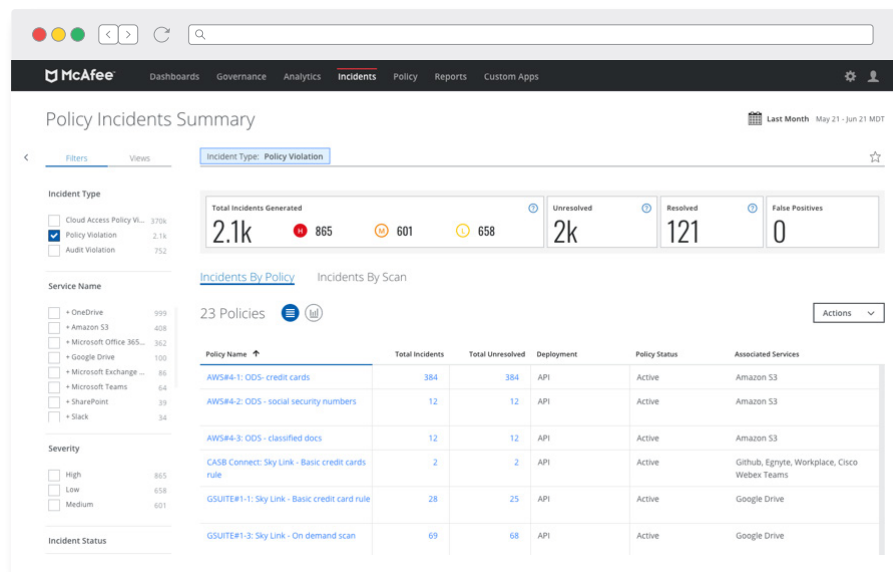 McAfee Dashboards Governance Analytics Incidents Policy Reports Custom Apps
Policy Incidents Summary
Last Month May 21 - Jun 21 MDT
Filters Views
Incident Type: Policy Violation
Incident Type
Cloud Access Policy Vi... 370k
Policy Violation 2.1k
Audit Violation 752
Service Name
+ OneDrive 999
+ Amazon S3 408
+ Microsoft Office 365... 362
+ Google Drive 100
+ Microsoft Exchange ... 86
+ Microsoft Teams 64
+ SharePoint 39
+ Slack 34
Severity
High 865
Low 658
Medium 601
Incident Status
Total Incidents Generated
2.1k H 865 M 601 L 658
Unresolved
2k
Resolved
121
False Positives
0
Incidents By Policy Incidents By Scan
23 Policies
Actions
Policy Name Total Incidents Total Unresolved Deployment Policy Status Associated Services
AWS#4-1: ODS- credit cards 384 384 API Active Amazon S3
AWS#4-2: ODS - social security numbers 12 12 API Active Amazon S3
AWS#4-3: ODS - classified docs 12 12 API Active Amazon S3
CASB Connect: Sky Link - Basic credit cards 2 2 API Active Github, Egnyte, Workplace, Cisco
rule Webex Teams
GSUITE#1-1: Sky Link - Basic credit card rule 28 25 API Active Google Drive
GSUITE#1-3: Sky Link - On demand scan 69 68 API Active Google Drive